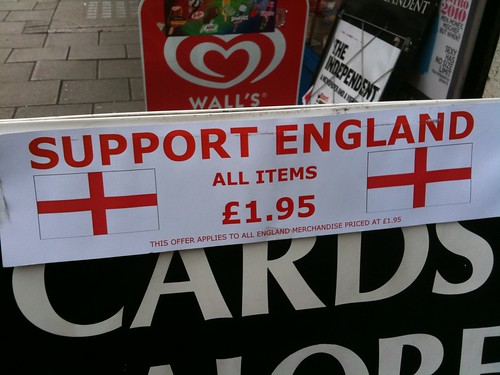 WALL'S
THE
INDEPENDENT
2010
SUPPORT ENGLAND
ALL ITEMS
£1.95
THIS OFFER APPLIES TO ALL ENGLAND MERCHANDISE PRICED AT £1.95
CARDS